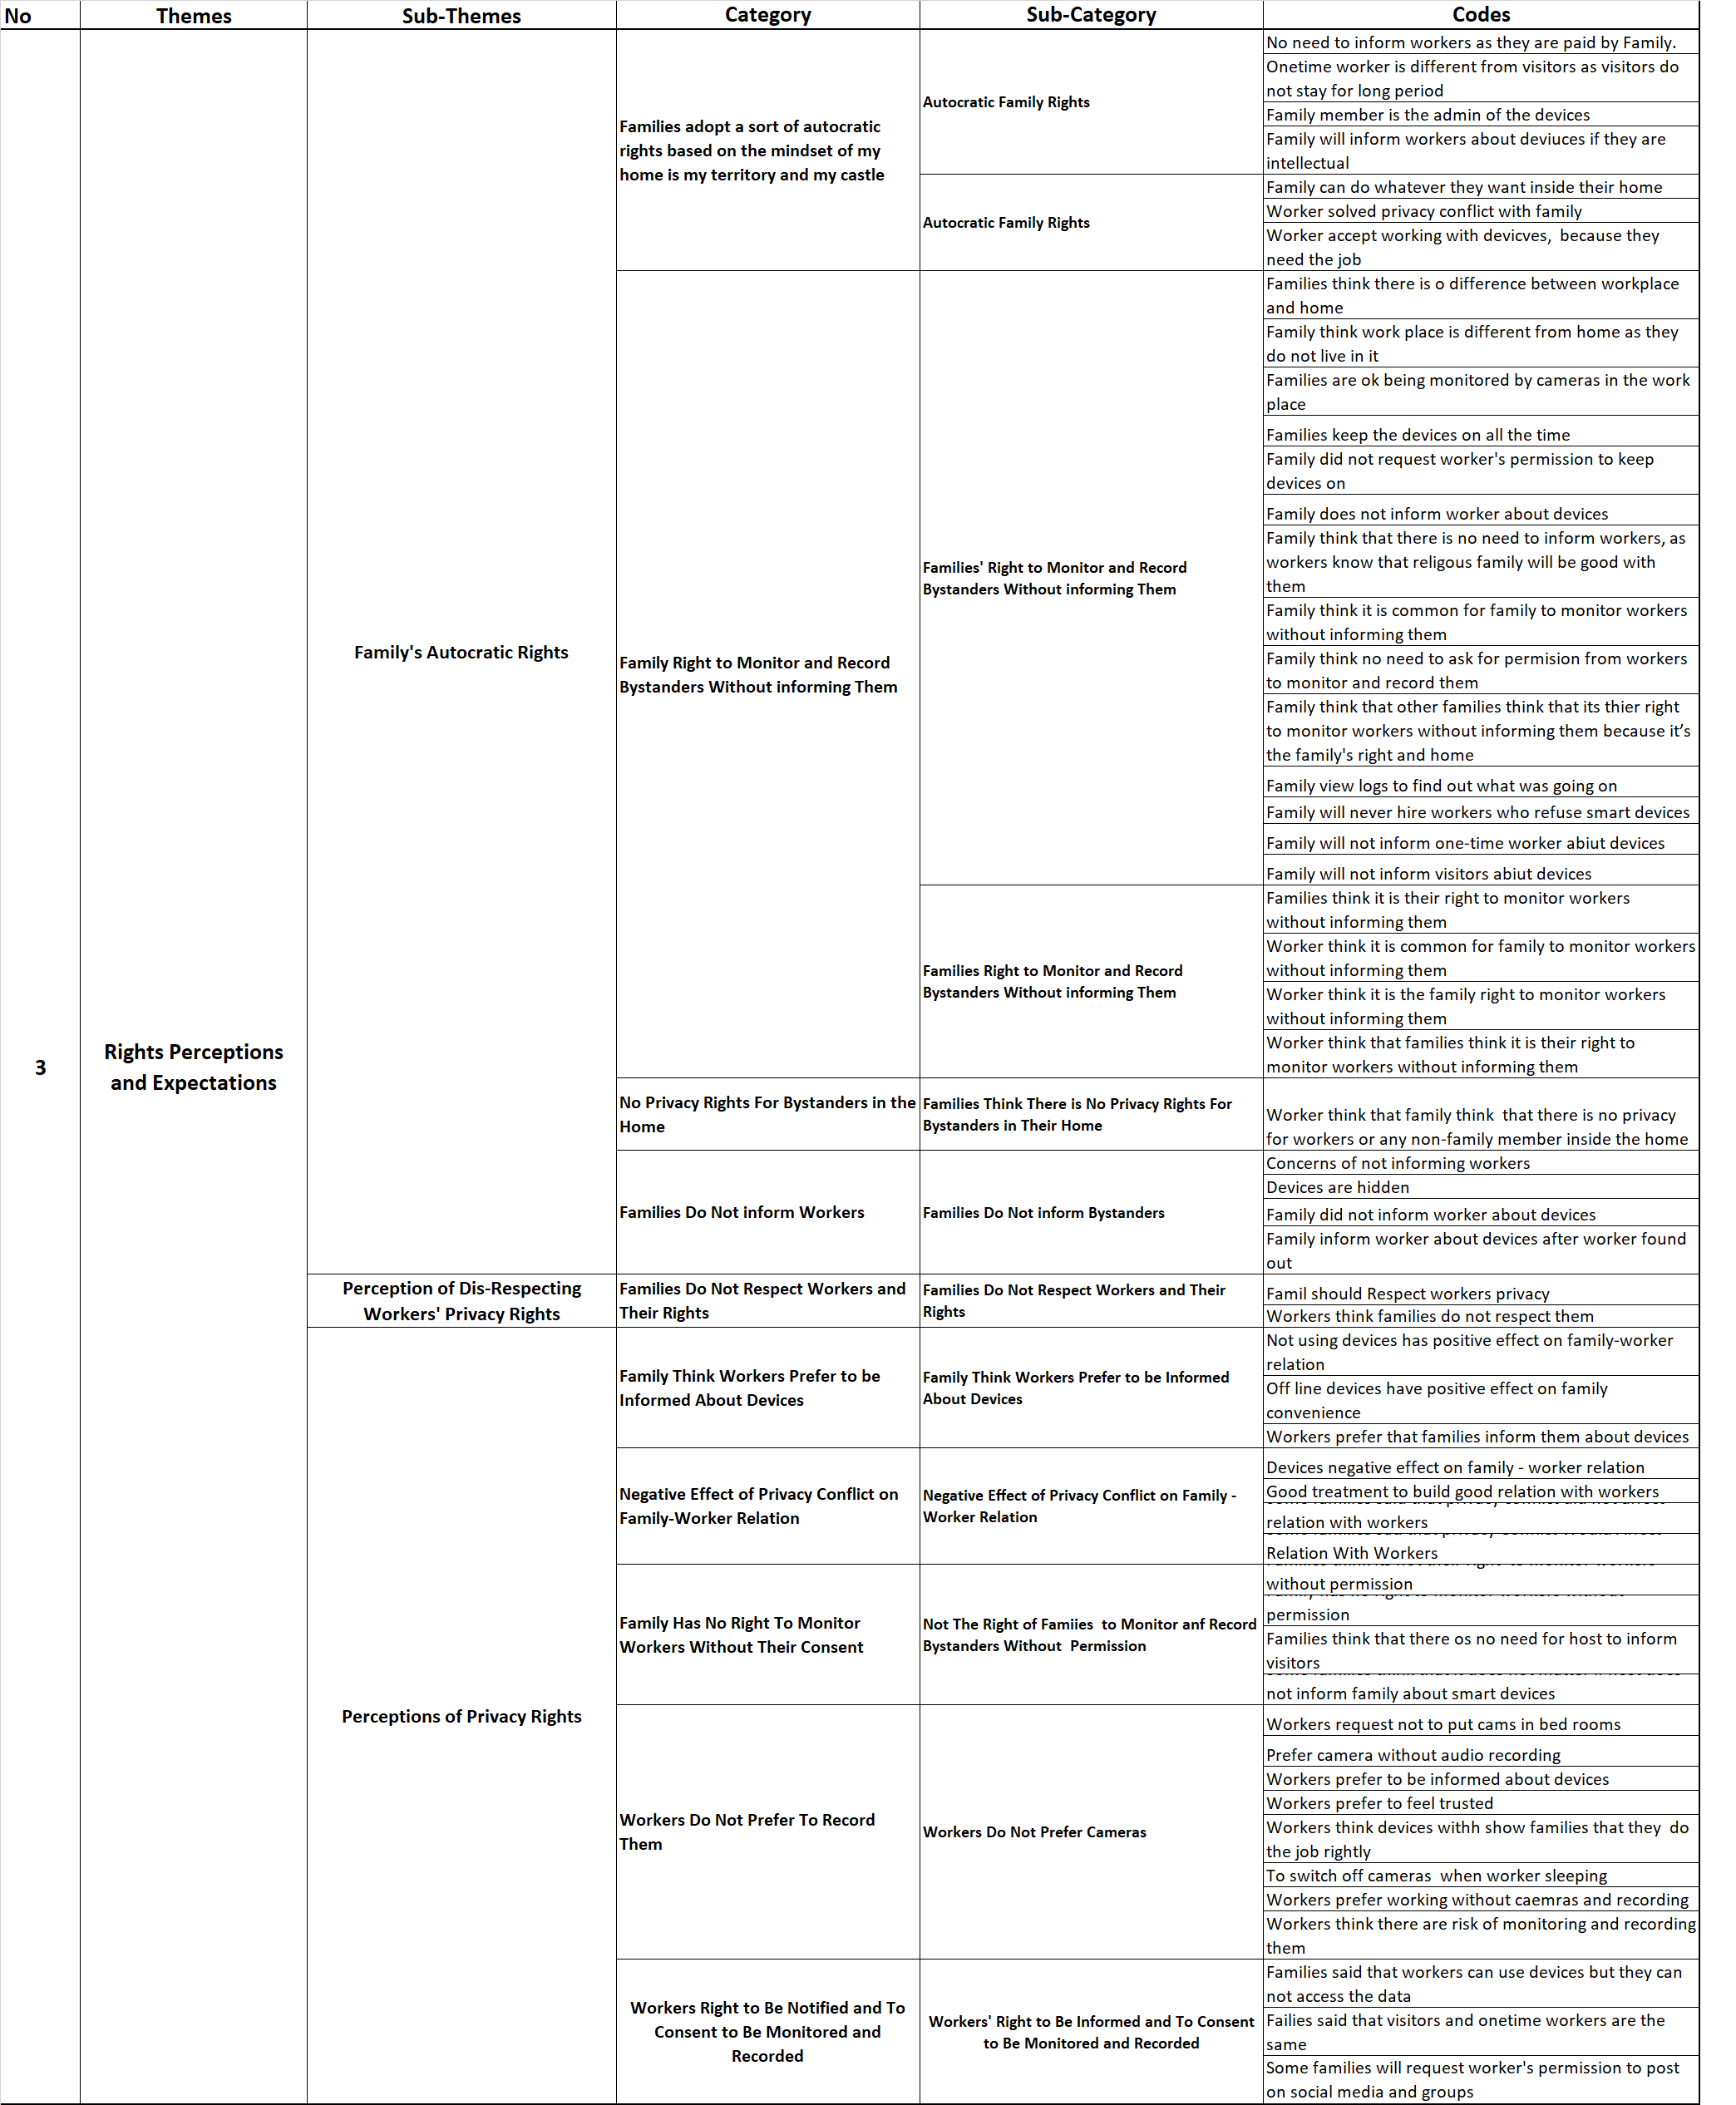 No
Themes
Sub-Themes
Category
Sub-Category
Codes
3
Rights Perceptions
and Expectations
Family's Autocratic Rights
Families adopt a sort of autocratic
rights based on the mindset of my
home is my territory and my castle
Autocratic Family Rights
No need to inform workers as they are paid by Family.
Onetime worker is different from visitors as visitors do
not stay for long period
Family member is the admin of the devices
Family will inform workers about deviuces if they are
intellectual
Autocratic Family Rights
Family can do whatever they want inside their home
Worker solved privacy conflict with family
Worker accept working with devicves,  because they
need the job
Family Right to Monitor and Record
Bystanders Without informing Them
Families' Right to Monitor and Record
Bystanders Without informing Them
Families think there is o difference between workplace
and home
Family think work place is different from home as they
do not live in it
Families are ok being monitored by cameras in the work
place
Families keep the devices on all the time
Family did not request worker's permission to keep
devices on
Family does not inform worker about devices
Family think that there is no need to inform workers, as
workers know that religous family will be good with
them
Family think it is common for family to monitor workers
without informing them
Family think no need to ask for permision from workers
to monitor and record them
Family think that other families think that its thier right
to monitor workers without informing them because it’s
the family's right and home
Family view logs to find out what was going on
Family will never hire workers who refuse smart devices
Family will not inform one-time worker abiut devices
Family will not inform visitors abiut devices
Families Right to Monitor and Record
Bystanders Without informing Them
Families think it is their right to monitor workers
without informing them
Worker think it is common for family to monitor workers
without informing them
Worker think it is the family right to monitor workers
without informing them
Worker think that families think it is their right to
monitor workers without informing them
No Privacy Rights For Bystanders in the
Home
Families Think There is No Privacy Rights For
Bystanders in Their Home
Worker think that family think  that there is no privacy
for workers or any non-family member inside the home
Families Do Not inform Workers
Families Do Not inform Bystanders
Concerns of not informing workers
Devices are hidden
Family did not inform worker about devices
Family inform worker about devices after worker found
out
Perception of Dis-Respecting
Workers' Privacy Rights
Families Do Not Respect Workers and
Their Rights
Families Do Not Respect Workers and Their
Rights
Famil should Respect workers privacy
Workers think families do not respect them
Perceptions of Privacy Rights
Family Think Workers Prefer to be
Informed About Devices
Family Think Workers Prefer to be Informed
About Devices
Not using devices has positive effect on family-worker
relation
Off line devices have positive effect on family
convenience
Workers prefer that families inform them about devices
Negative Effect of Privacy Conflict on
Family-Worker Relation
Negative Effect of Privacy Conflict on Family -
Worker Relation
Devices negative effect on family - worker relation
Good treatment to build good relation with workers
relation with workers
Relation With Workers
Family Has No Right To Monitor
Workers Without Their Consent
Not The Right of Famiies  to Monitor anf Record
Bystanders Without  Permission
without permission
permission
Families think that there os no need for host to inform
visitors
not inform family about smart devices
Workers Do Not Prefer To Record
Them
Workers Do Not Prefer Cameras
Workers request not to put cams in bed rooms
Prefer camera without audio recording
Workers prefer to be informed about devices
Workers prefer to feel trusted
Workers think devices withh show families that they  do
the job rightly
To switch off cameras  when worker sleeping
Workers prefer working without caemras and recording
Workers think there are risk of monitoring and recording
them
Workers Right to Be Notified and To
Consent to Be Monitored and
Recorded
Workers' Right to Be Informed and To Consent
to Be Monitored and Recorded
Families said that workers can use devices but they can
not access the data
Failies said that visitors and onetime workers are the
same
Some families will request worker's permission to post
on social media and groups